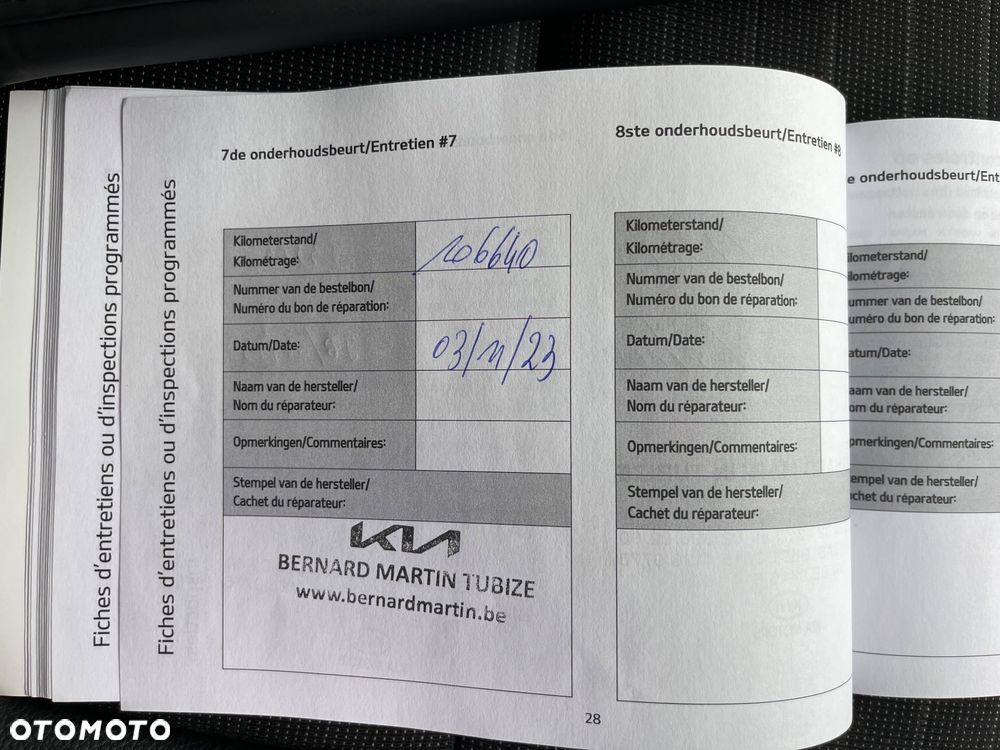 Fiches d'entretiens ou d'inspections programmés
Fiches d'entretiens ou d'inspections programmés
7de onderhoudsbeurt/Entretien #7
Kilometerstand/
Kilométrage:
106640
Nummer van de bestelbon/
Numéro du bon de réparation:
Datum/Date:
03/11/23
Naam van de hersteller/
Nom du réparateur:
Opmerkingen/Commentaires:
Stempel van de hersteller/
Cachet du réparateur:
KIA
BERNARD MARTIN TUBIZE
www.bernardmartin.be
8ste onderhoudsbeurt/Entretien #8
Kilometerstand/
Kilométrage:
Nummer van de bestelbon/
Numéro du bon de réparation:
Datum/Date:
Naam van de hersteller/
Nom du réparateur:
Opmerkingen/Commentaires:
Stempel van de hersteller/
Cachet du réparateur:
28
e onderhoudsbeurt/Ent
ilometerstand/
ilométrage:
ummer van de bestelbon/
uméro du bon de réparation:
atum/Date:
aam van de hersteller/
om du réparateur:
pmerkingen/Commentaires:
empel van de hersteller/
chet du réparateur:
OTOMOTO